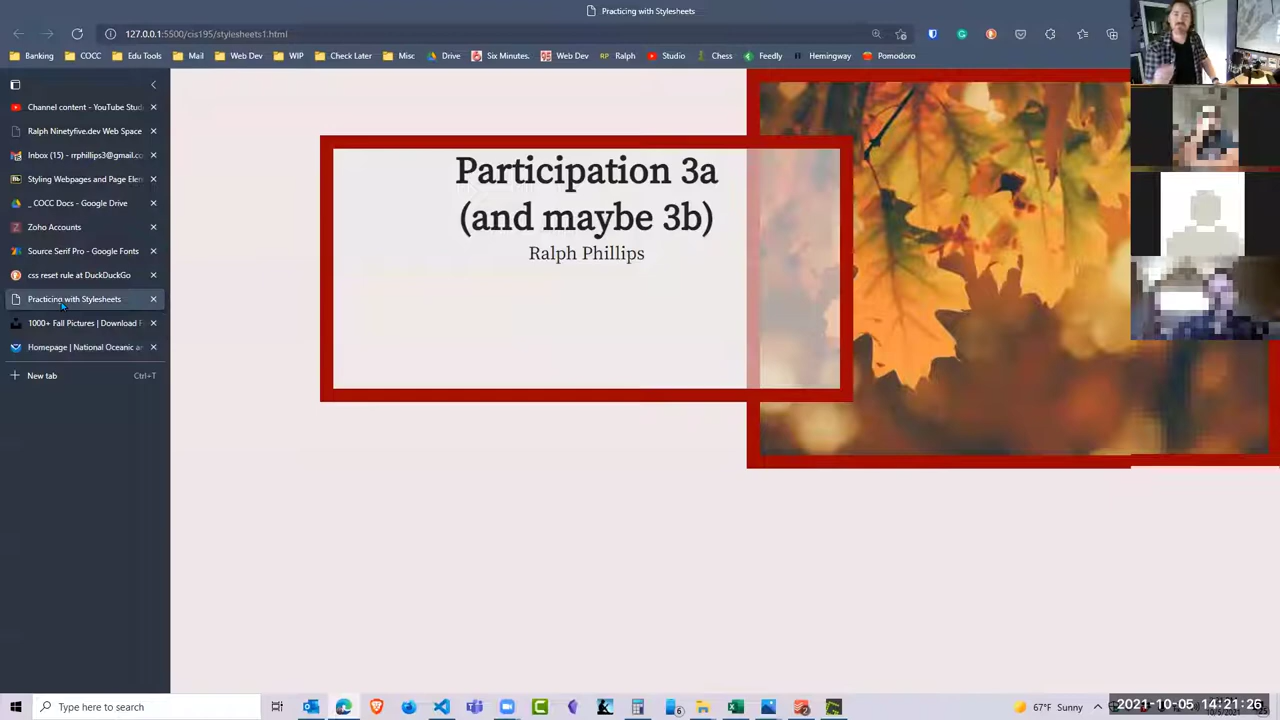 Practicing with Stylesheets
127.0.0.1:5500/cis195/stylesheets1.html
Banking COCC Edu Tools Mail Web Dev WIP Check Later Misc Drive Six Minutes. Web Dev Ralph Studio Chess Feedly Hemingway Pomodoro
Channel content - YouTube Stud
Ralph Ninetyfive.dev Web Space
Inbox (15) - rrphillips3@gmail.co
Styling Webpages and Page Elem
_ COCC Docs - Google Drive
Zoho Accounts
Source Serif Pro - Google Fonts
css reset rule at DuckDuckGo
Practicing with Stylesheets
1000+ Fall Pictures | Download F
Homepage | National Oceanic an
New tab Ctrl+T
Participation 3a
(and maybe 3b)
Ralph Phillips
Type here to search
6
67°F Sunny
2021-10-05 14:21:26